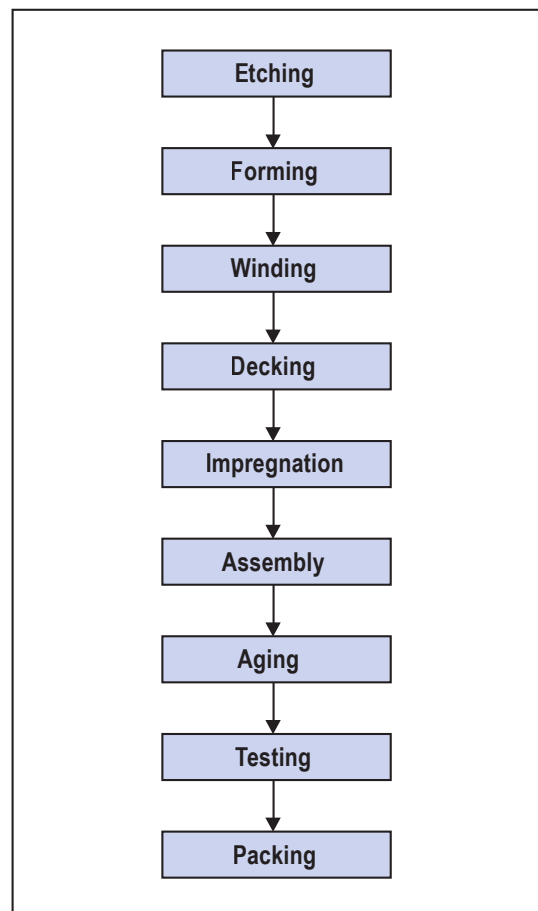 Etching
Forming
Winding
Decking
Impregnation
Assembly
Aging
Testing
Packing